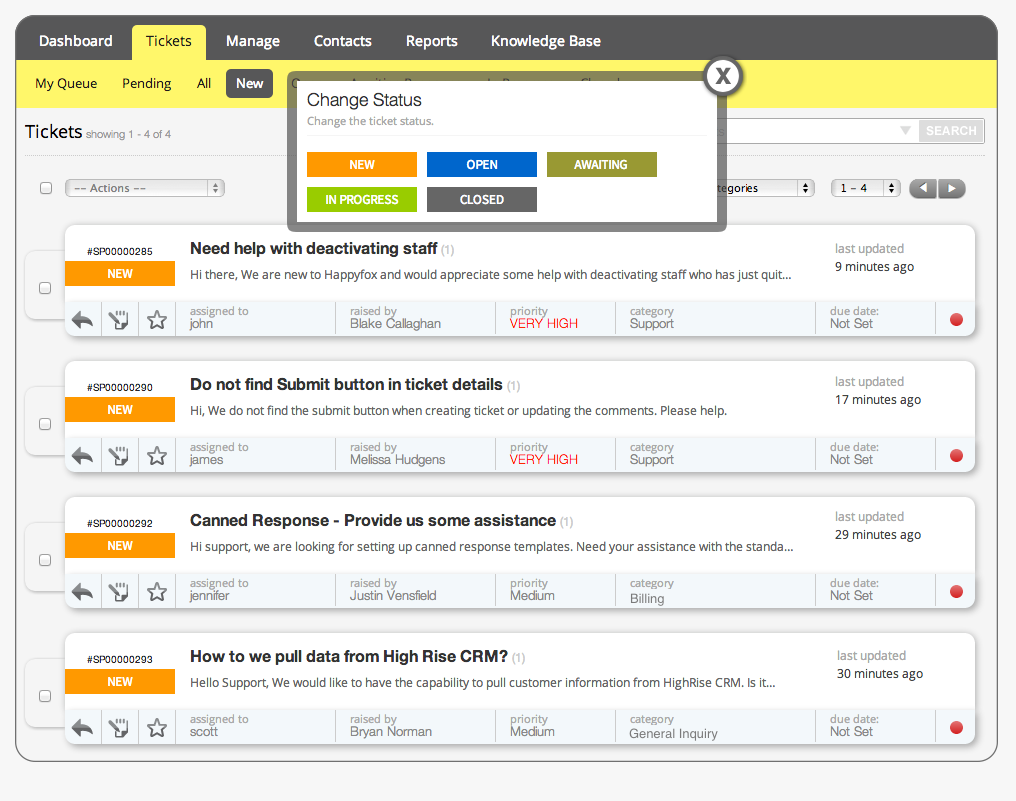 Dashboard Tickets Manage Contacts Reports Knowledge Base
My Queue Pending All New
X
Change Status
Change the ticket status.
NEW OPEN AWAITING
IN PROGRESS CLOSED
Tickets showing 1 - 4 of 4
SEARCH
-- Actions --
1 – 4
#SP00000285
NEW
Need help with deactivating staff (1)
Hi there, We are new to Happyfox and would appreciate some help with deactivating staff who has just quit...
last updated
9 minutes ago
assigned to raised by priority category due date:
john Blake Callaghan VERY HIGH Support Not Set
#SP00000290
NEW
Do not find Submit button in ticket details (1)
Hi, We do not find the submit button when creating ticket or updating the comments. Please help.
last updated
17 minutes ago
assigned to raised by priority category due date:
james Melissa Hudgens VERY HIGH Support Not Set
#SP00000292
NEW
Canned Response - Provide us some assistance (1)
Hi support, we are looking for setting up canned response templates. Need your assistance with the standa...
last updated
29 minutes ago
assigned to raised by priority category due date:
jennifer Justin Vensfield Medium Billing Not Set
#SP00000293
NEW
How to we pull data from High Rise CRM? (1)
Hello Support, We would like to have the capability to pull customer information from HighRise CRM. Is it...
last updated
30 minutes ago
assigned to raised by priority category due date:
scott Bryan Norman Medium General Inquiry Not Set